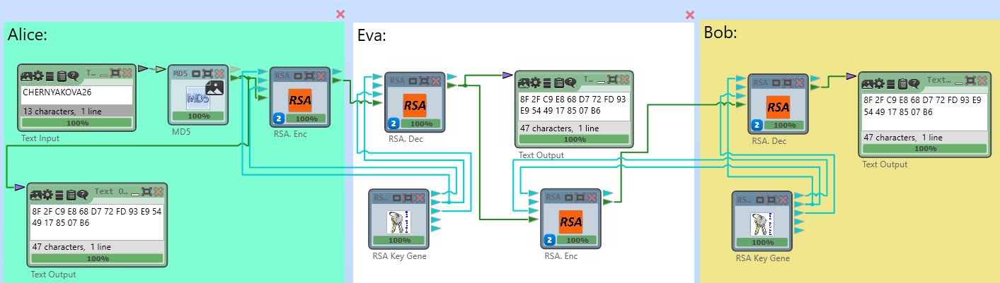 Alice:
T...
CHERNYAKOVA26
13 characters, 1 line
100%
Text Input
MD5
MD5
100%
MD5
RSA
RSA
2
100%
RSA. Enc
Text O...
8F 2F C9 E8 68 D7 72 FD 93 E9 54
49 17 85 07 B6
47 characters, 1 line
100%
Text Output
Eva:
RSA
RSA
2
100%
RSA. Dec
T...
8F 2F C9 E8 68 D7 72 FD 93
E9 54 49 17 85 07 B6
47 characters, 1 line
100%
Text Output
RS...
100%
RSA Key Gene
RSA
RSA
2
100%
RSA. Enc
Bob:
RSA
RSA
2
100%
RSA. Dec
Text...
8F 2F C9 E8 68 D7 72 FD 93 E9
54 49 17 85 07 B6
47 characters, 1 line
100%
Text Output
RS...
100%
RSA Key Gene